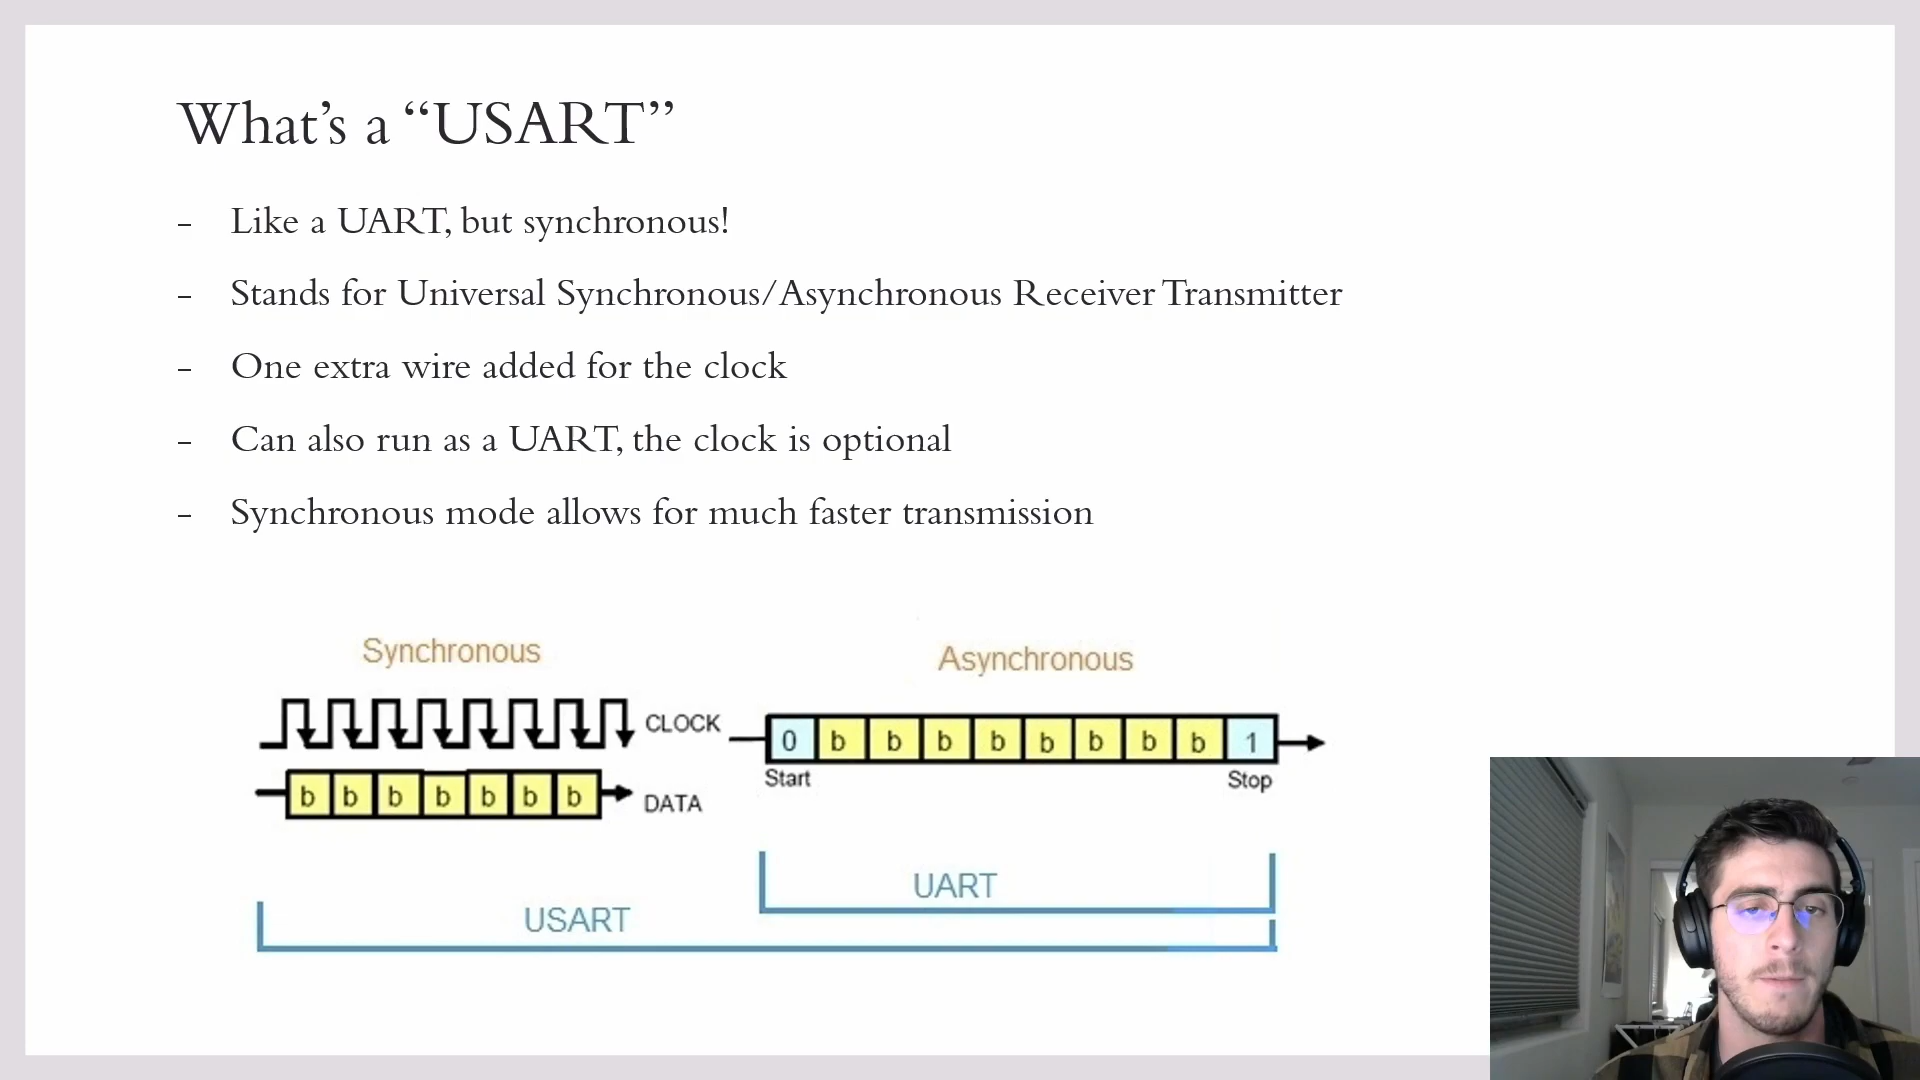 What's a “USART”
- Like a UART, but synchronous!
- Stands for Universal Synchronous/Asynchronous Receiver Transmitter
- One extra wire added for the clock
- Can also run as a UART, the clock is optional
- Synchronous mode allows for much faster transmission
Synchronous
Asynchronous
CLOCK
0 b b b b b b b b 1
Start
Stop
b b b b b b b
DATA
UART
USART